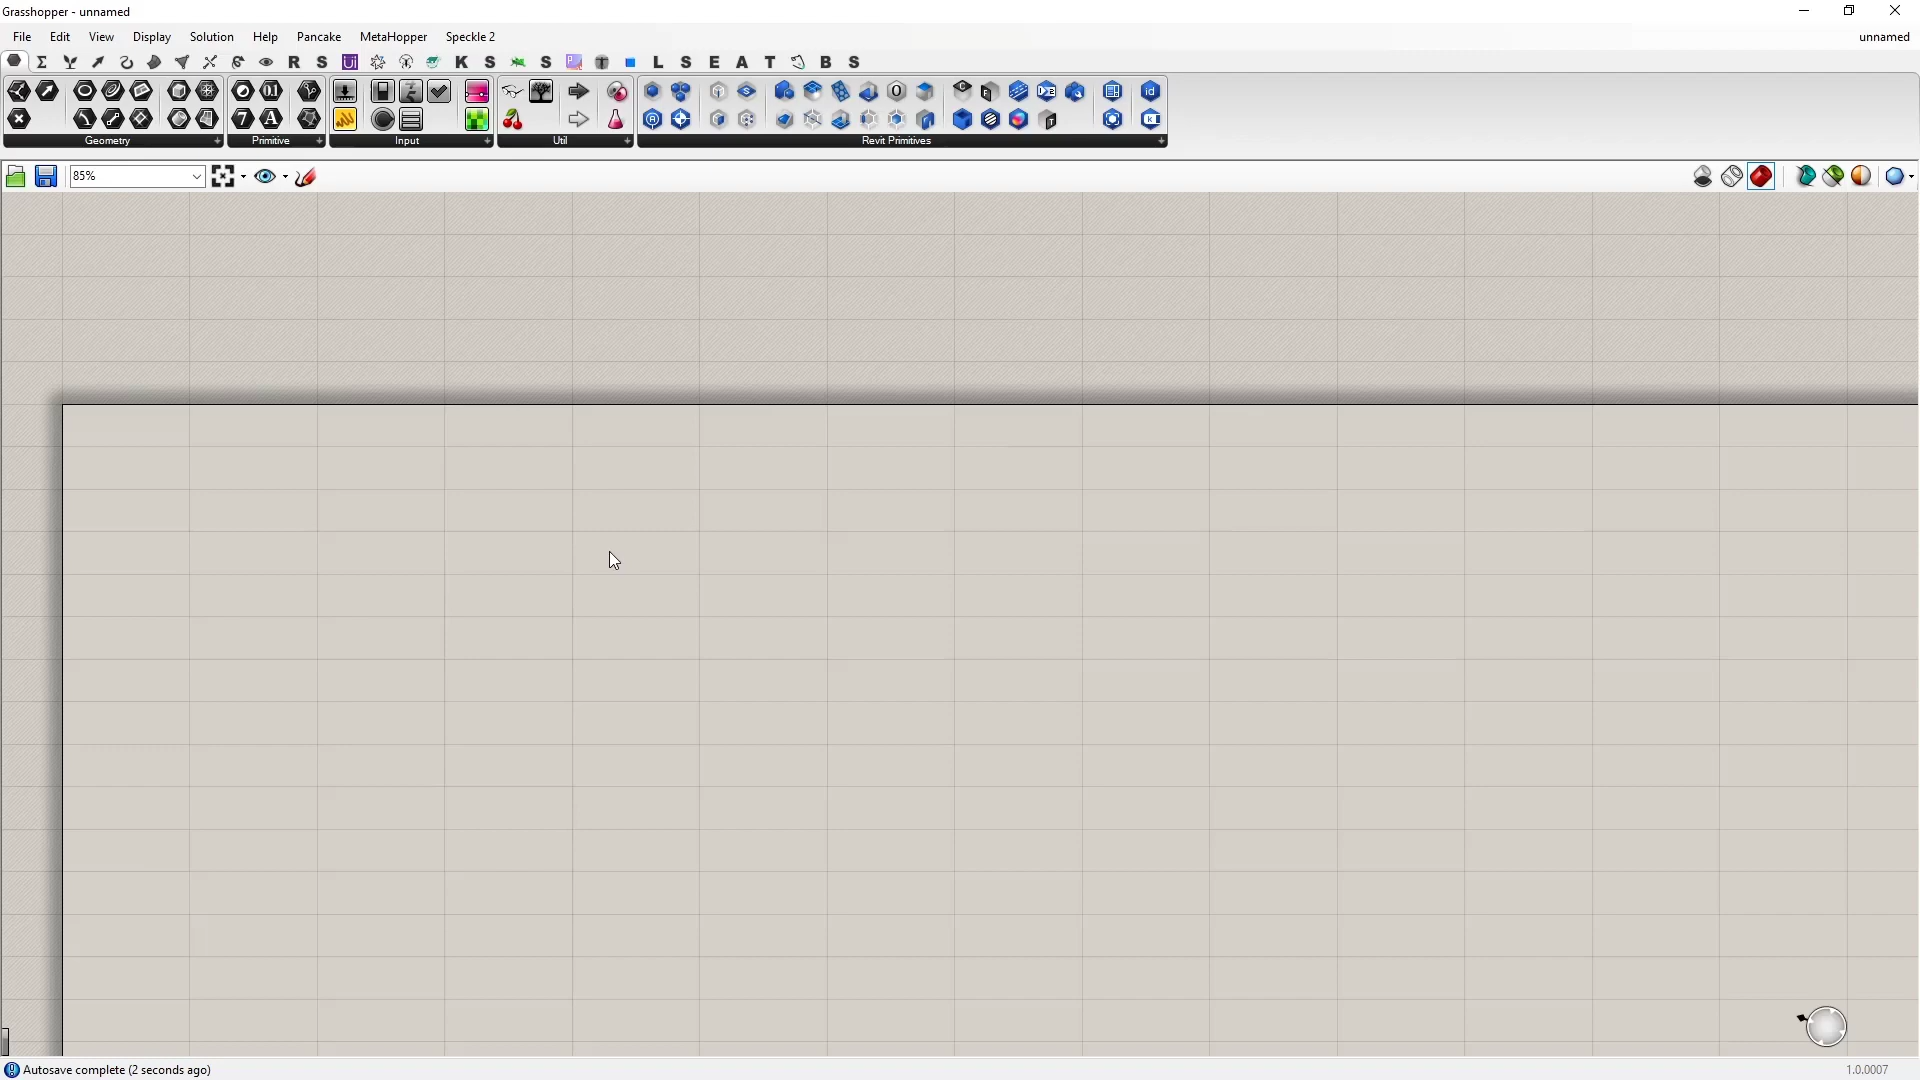 Grasshopper - unnamed
File Edit View Display Solution Help Pancake MetaHopper Speckle 2 unnamed
R S Ui K S S P L S E A T B S
Geometry Primitive Input Util Revit Primitives
85%
Autosave complete (2 seconds ago) 1.0.0007